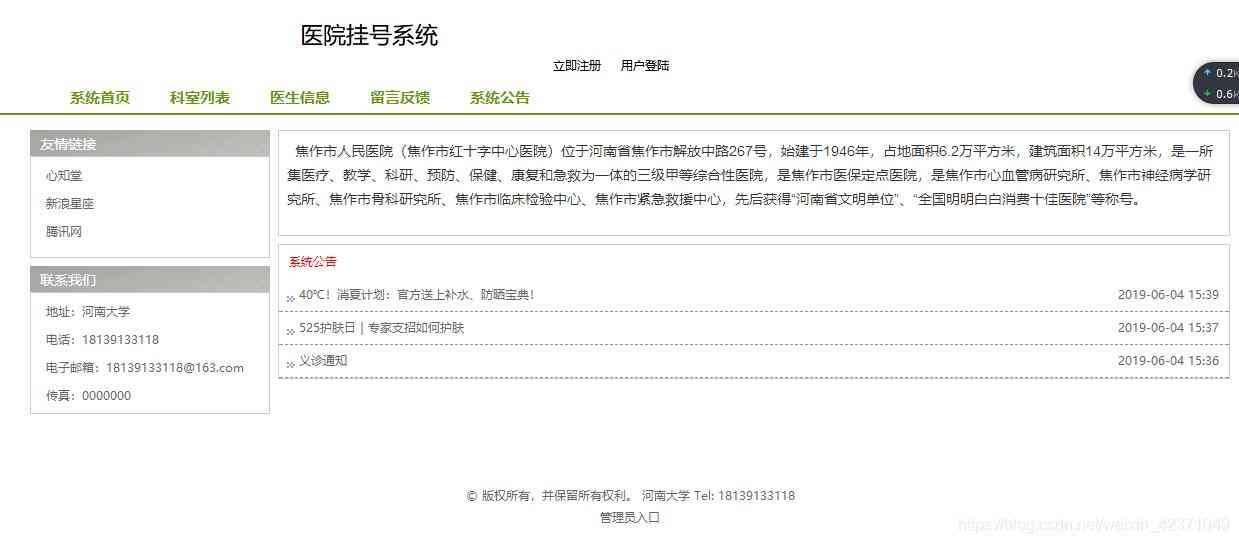 医院挂号系统
立即注册 用户登陆
系统首页 科室列表 医生信息 留言反馈 系统公告
0.2K
0.6K
友情链接
心知堂
新浪星座
腾讯网
联系我们
地址：河南大学
电话：18139133118
电子邮箱：18139133118@163.com
传真：0000000
焦作市人民医院（焦作市红十字中心医院）位于河南省焦作市解放中路267号，始建于1946年，占地面积6.2万平方米，建筑面积14万平方米，是一所
集医疗、教学、科研、预防、保健、康复和急救为一体的三级甲等综合性医院，是焦作市医保定点医院，是焦作市心血管病研究所、焦作市神经病学研
究所、焦作市骨科研究所、焦作市临床检验中心、焦作市紧急救援中心，先后获得“河南省文明单位”、“全国明明白白消费十佳医院”等称号。
系统公告
40℃！消夏计划：官方送上补水、防晒宝典！ 2019-06-04 15:39
525护肤日 | 专家支招如何护肤 2019-06-04 15:37
义诊通知 2019-06-04 15:36
© 版权所有，并保留所有权利。 河南大学 Tel: 18139133118
管理员入口
https://blog.csdn.net/weixin_42371049